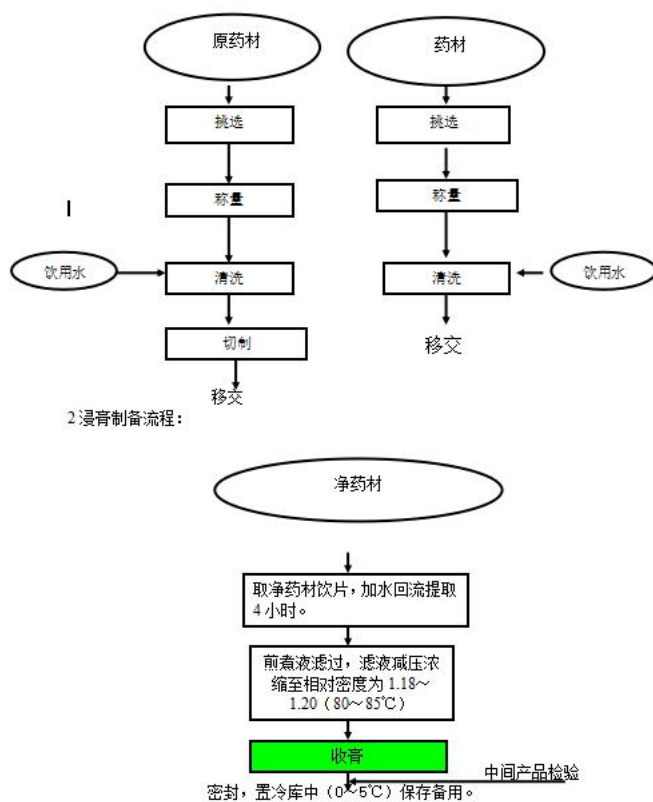 原药材
药材
挑选
挑选
称量
称量
饮用水
清洗
清洗
饮用水
切制
移交
移交
2 浸膏制备流程：
净药材
取净药材饮片，加水回流提取
4 小时。
煎煮液滤过，滤液减压浓
缩至相对密度为 1.18～
1.20（80～85℃）
收膏
中间产品检验
密封，置冷库中（0～5℃）保存备用。